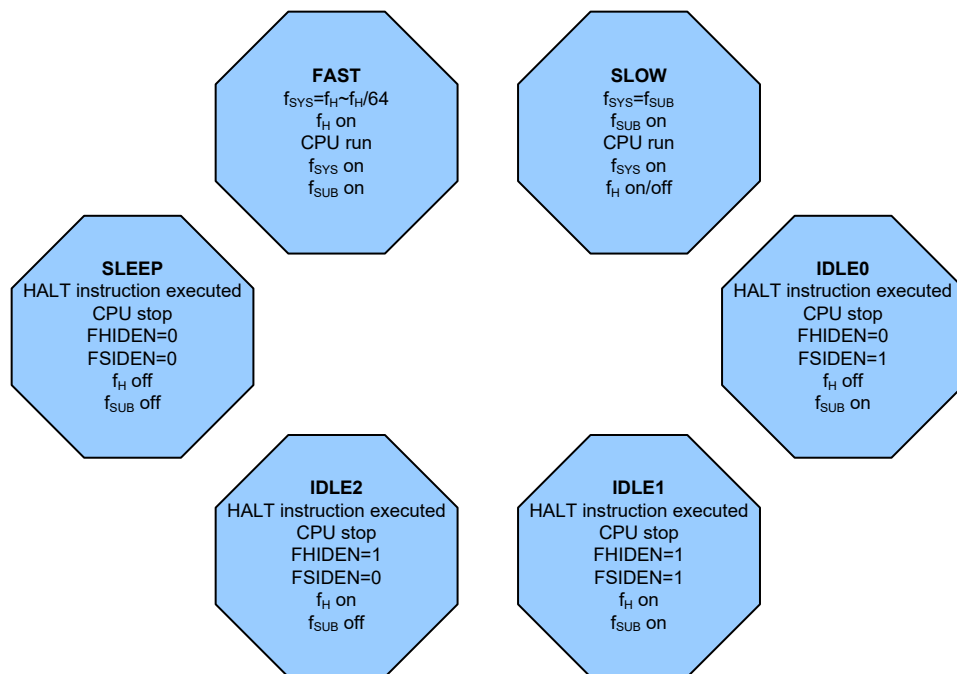 FAST
fSYS=fH~fH/64
fH on
CPU run
fSYS on
fSUB on
SLOW
fSYS=fSUB
fSUB on
CPU run
fSYS on
fH on/off
SLEEP
HALT instruction executed
CPU stop
FHIDEN=0
FSIDEN=0
fH off
fSUB off
IDLE0
HALT instruction executed
CPU stop
FHIDEN=0
FSIDEN=1
fH off
fSUB on
IDLE2
HALT instruction executed
CPU stop
FHIDEN=1
FSIDEN=0
fH on
fSUB off
IDLE1
HALT instruction executed
CPU stop
FHIDEN=1
FSIDEN=1
fH on
fSUB on